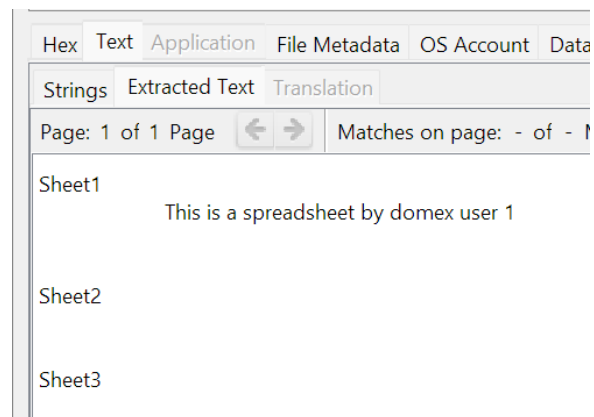 Hex Text Application File Metadata OS Account Data
Strings Extracted Text Translation
Page: 1 of 1 Page Matches on page: - of -
Sheet1
This is a spreadsheet by domex user 1
Sheet2
Sheet3